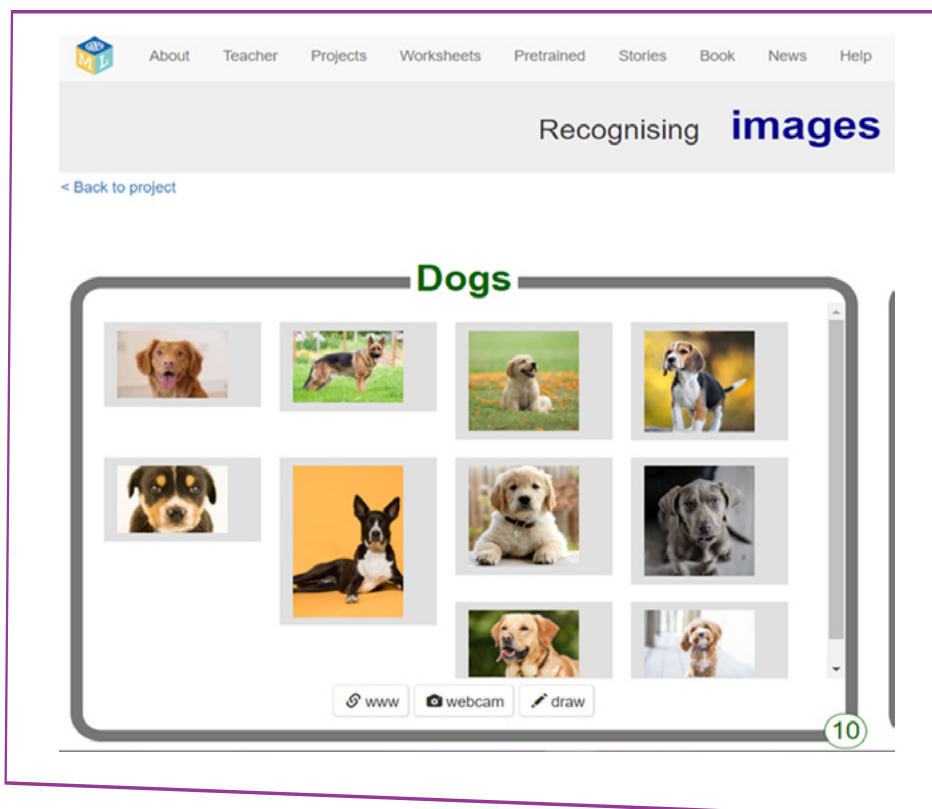 ML
About Teacher Projects Worksheets Pretrained Stories Book News Help
Recognising images
< Back to project
Dogs
www webcam draw
10